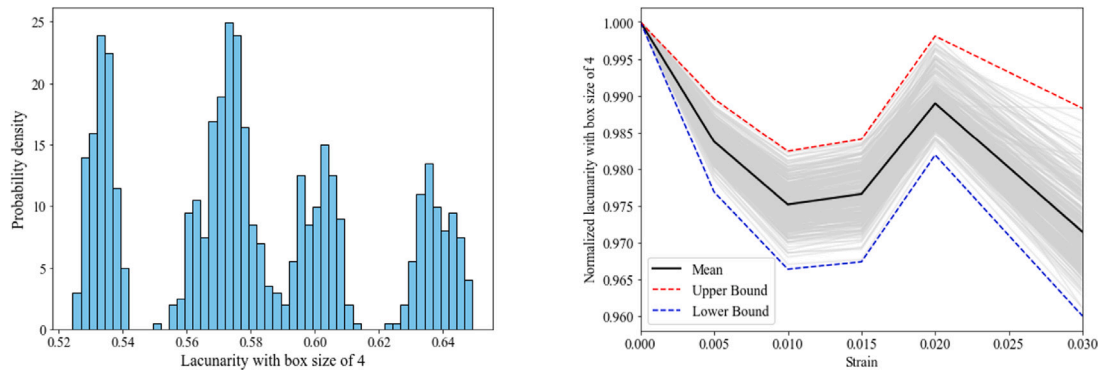 25
20
15
10
5
0
Probability density
0.52 0.54 0.56 0.58 0.60 0.62 0.64
Lacunarity with box size of 4
1.000
0.995
0.990
0.985
0.980
0.975
0.970
0.965
0.960
Normalized lacunarity with box size of 4
Mean
Upper Bound
Lower Bound
0.000 0.005 0.010 0.015 0.020 0.025 0.030
Strain